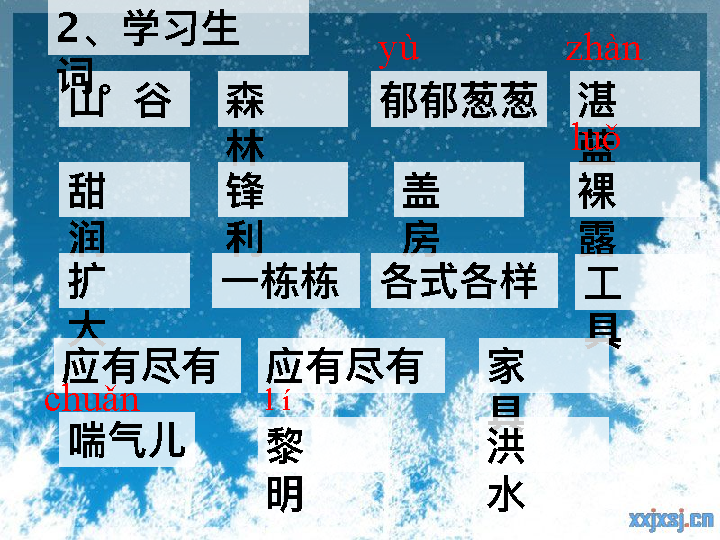 2、学习生词。
yù zhàn
山 谷 森林 郁郁葱葱 湛蓝
luǒ
甜润 锋利 盖房 裸露
扩大 一栋栋 各式各样 工具
应有尽有 应有尽有 家具
chuǎn lí
喘气儿 黎明 洪水
xxjxsj.cn